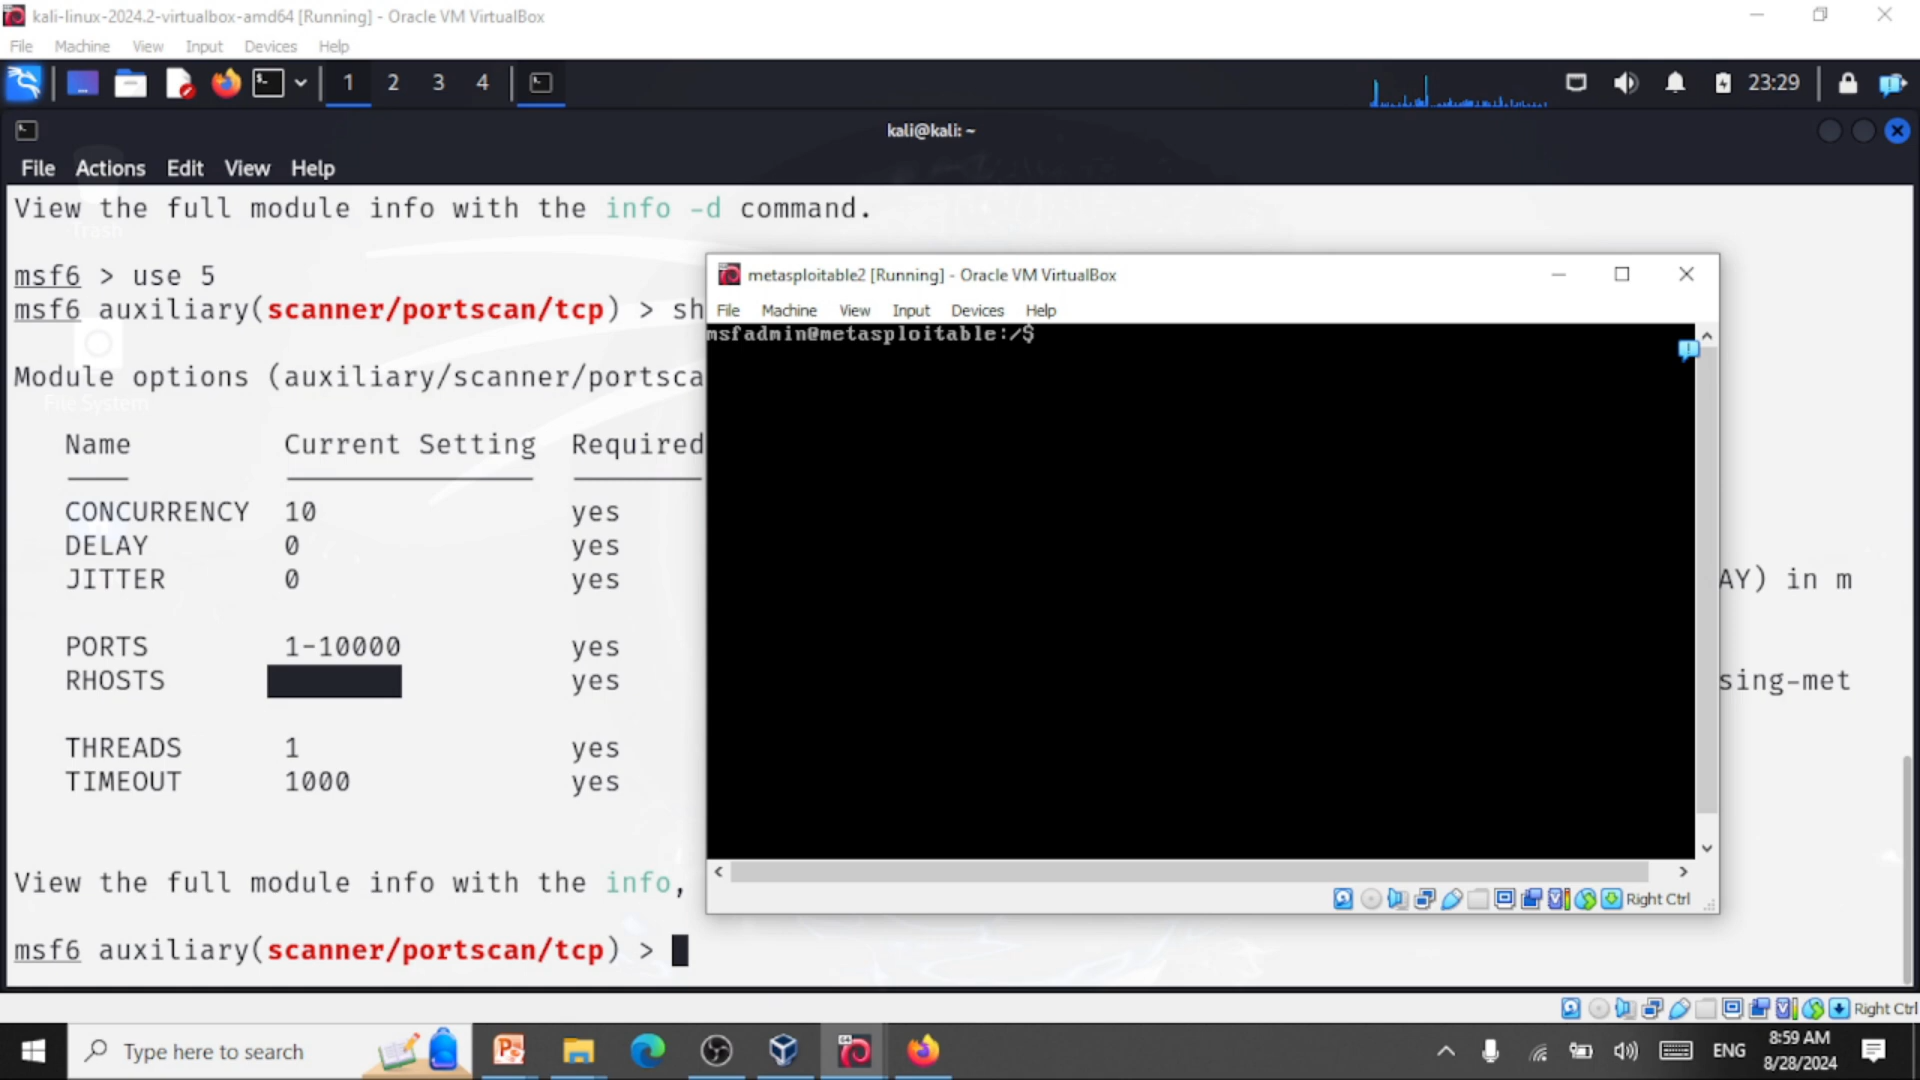 kali-linux-2024.2-virtualbox-amd64 [Running] - Oracle VM VirtualBox
File Machine View Input Devices Help
1 2 3 4
23:29
kali@kali: ~
File Actions Edit View Help
View the full module info with the info -d command.
Trash
msf6 > use 5
msf6 auxiliary(scanner/portscan/tcp) > sh
Module options (auxiliary/scanner/portsca
File System
Name Current Setting Required
CONCURRENCY 10 yes
DELAY 0 yes
JITTER 0 yes
AY) in m
PORTS 1-10000 yes
RHOSTS yes
sing-met
THREADS 1 yes
TIMEOUT 1000 yes
View the full module info with the info,
msf6 auxiliary(scanner/portscan/tcp) >
metasploitable2 [Running] - Oracle VM VirtualBox
File Machine View Input Devices Help
msfadmin@metasploitable:/$
Right Ctrl
Right Ctrl
Type here to search
ENG
8:59 AM
8/28/2024